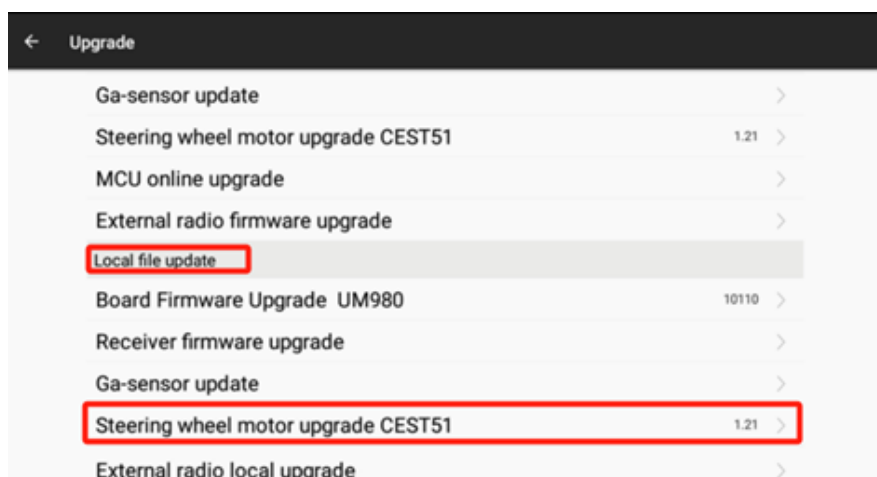 Upgrade
Ga-sensor update
Steering wheel motor upgrade CEST51 1.21
MCU online upgrade
External radio firmware upgrade
Local file update
Board Firmware Upgrade UM980 10110
Receiver firmware upgrade
Ga-sensor update
Steering wheel motor upgrade CEST51 1.21
External radio local upgrade